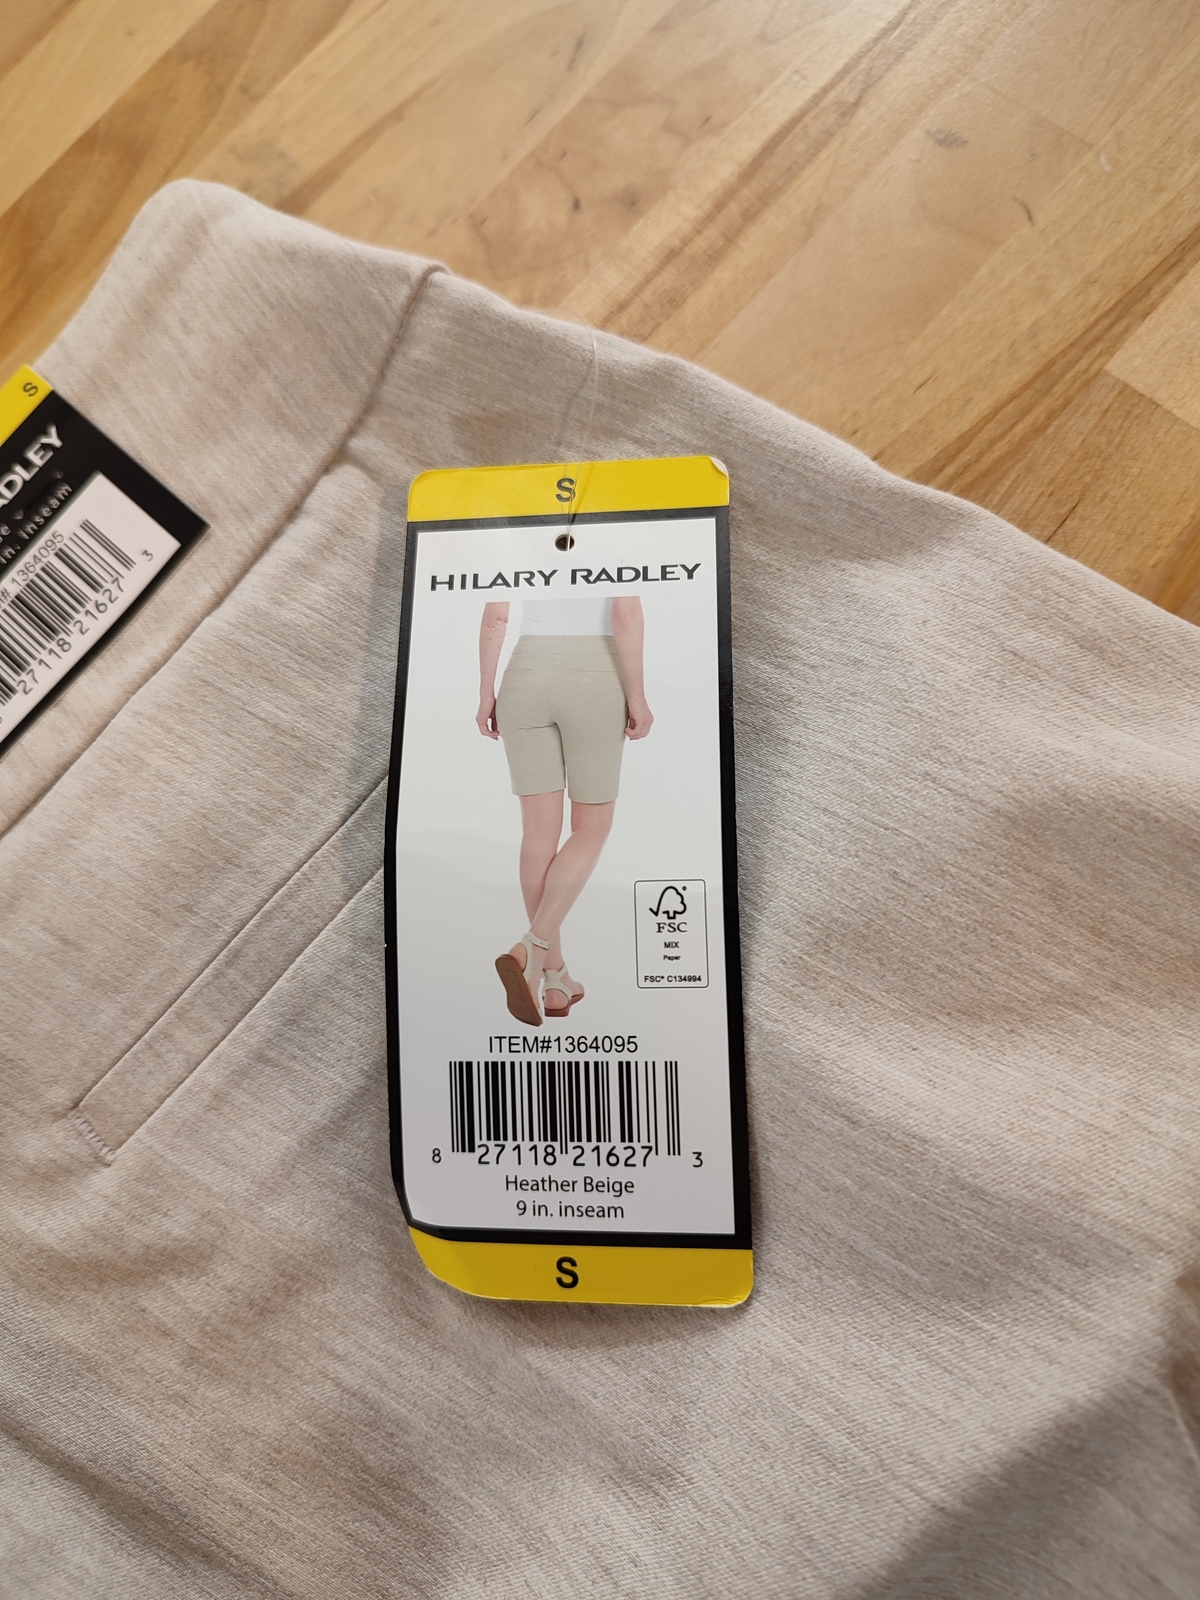 S
HILARY RADLEY
FSC
MIX
Paper
FSC® C134994
ITEM#1364095
8 27118 21627 3
Heather Beige
9 in. inseam
S
S
RADLEY
in. inseam
1364095
27118 21627 3